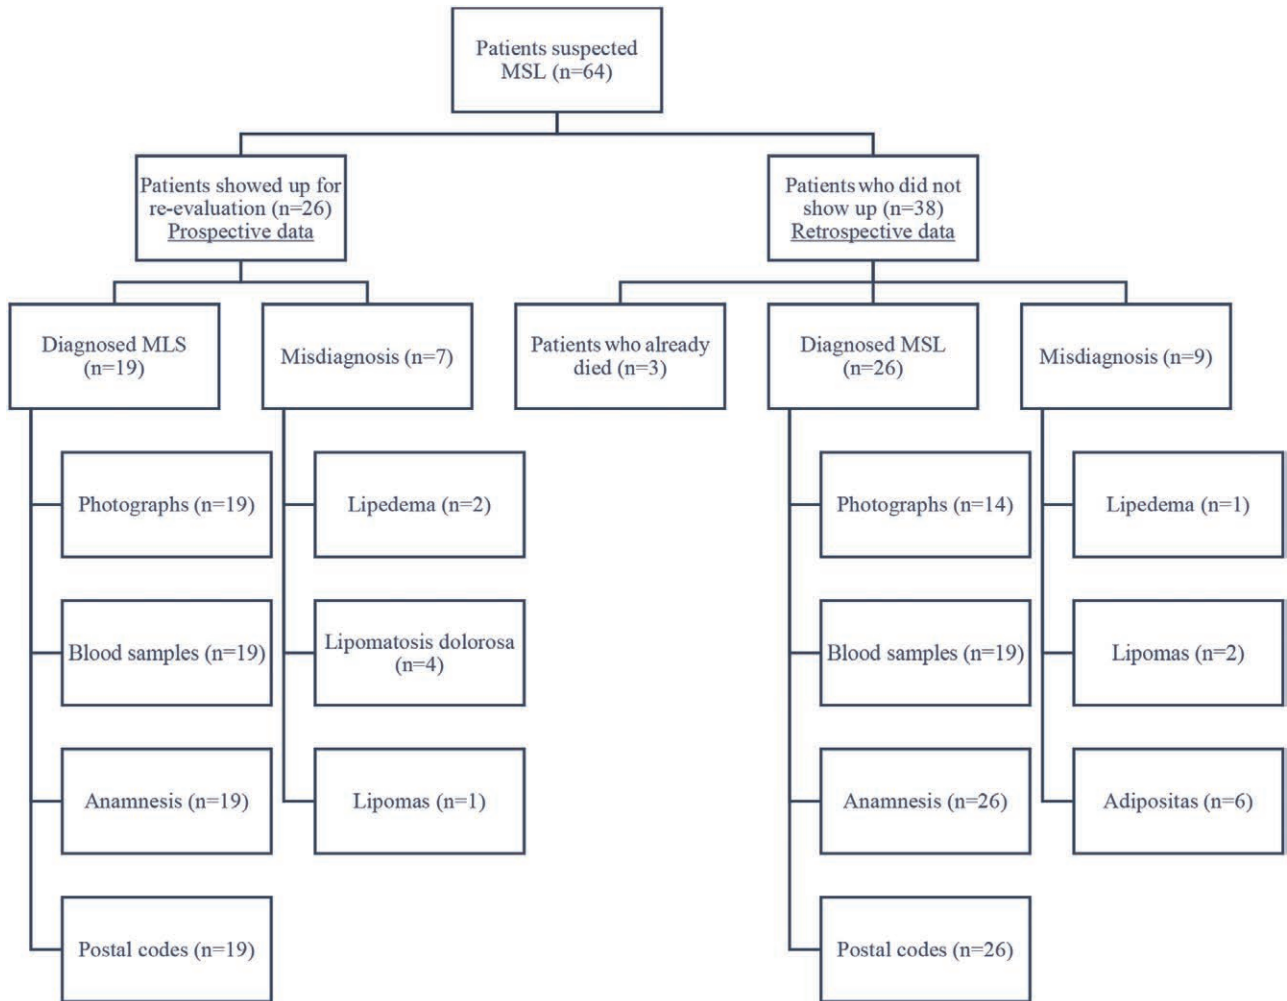 Patients suspected
MSL (n=64)
Patients showed up for
re-evaluation (n=26)
Prospective data
Patients who did not
show up (n=38)
Retrospective data
Diagnosed MLS
(n=19)
Misdiagnosis (n=7)
Patients who already
died (n=3)
Diagnosed MSL
(n=26)
Misdiagnosis (n=9)
Photographs (n=19)
Lipedema (n=2)
Photographs (n=14)
Lipedema (n=1)
Blood samples (n=19)
Lipomatosis dolorosa
(n=4)
Blood samples (n=19)
Lipomas (n=2)
Anamnesis (n=19)
Lipomas (n=1)
Anamnesis (n=26)
Adipositas (n=6)
Postal codes (n=19)
Postal codes (n=26)